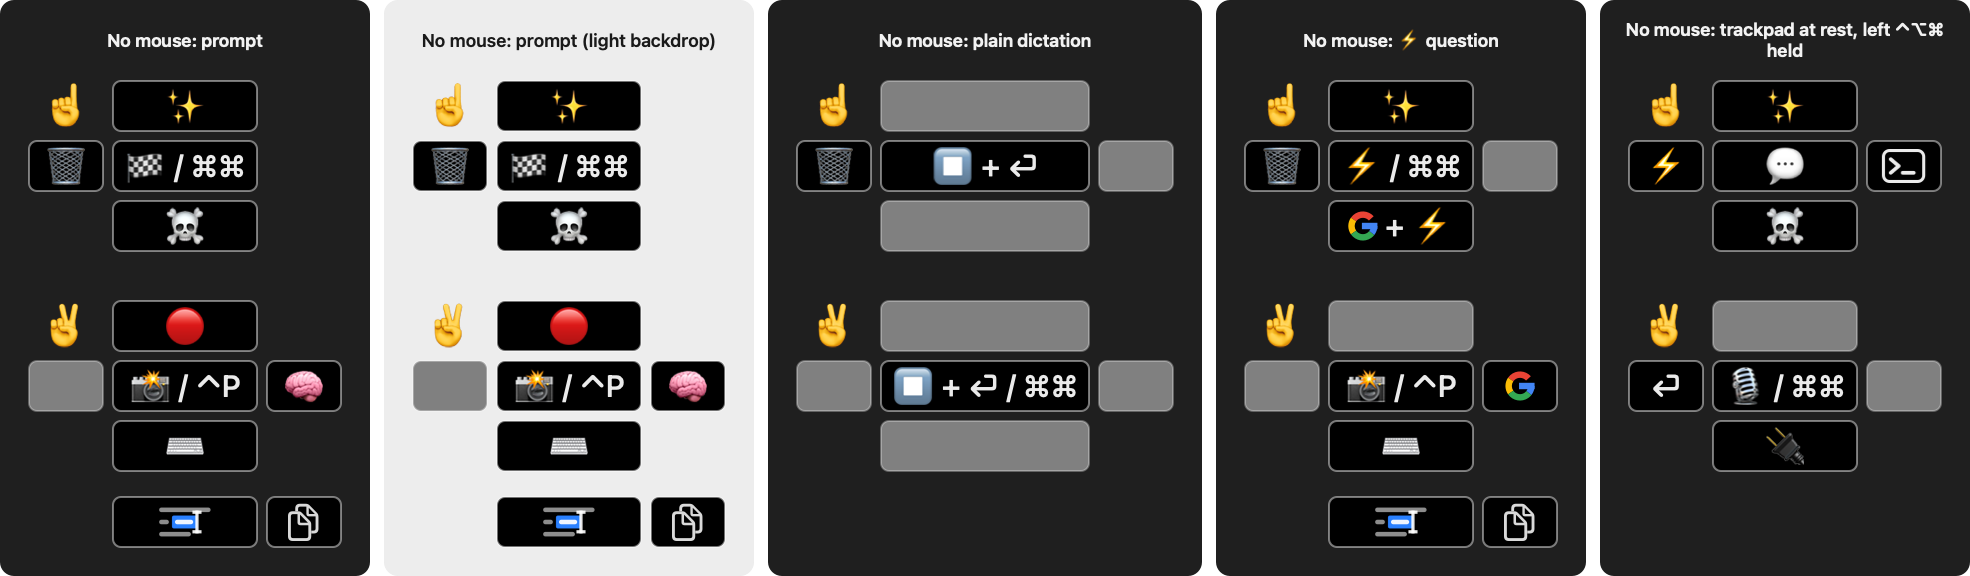 No mouse: prompt
☝️ ✨
🗑️ 🏁 / ⌘⌘
☠️
✌️ 🔴
📸 / ^P 🧠
⌨️
No mouse: prompt (light backdrop)
☝️ ✨
🗑️ 🏁 / ⌘⌘
☠️
✌️ 🔴
📸 / ^P 🧠
⌨️
No mouse: plain dictation
☝️
🗑️ ⏹️ + ↩
✌️
⏹️ + ↩ / ⌘⌘
No mouse: ⚡ question
☝️ ✨
🗑️ ⚡ / ⌘⌘
G + ⚡
✌️
📸 / ^P G
⌨️
No mouse: trackpad at rest, left ^⌥⌘
held
☝️ ✨
⚡ 💬 >_
☠️
✌️
↩ 🎙️ / ⌘⌘
🔌